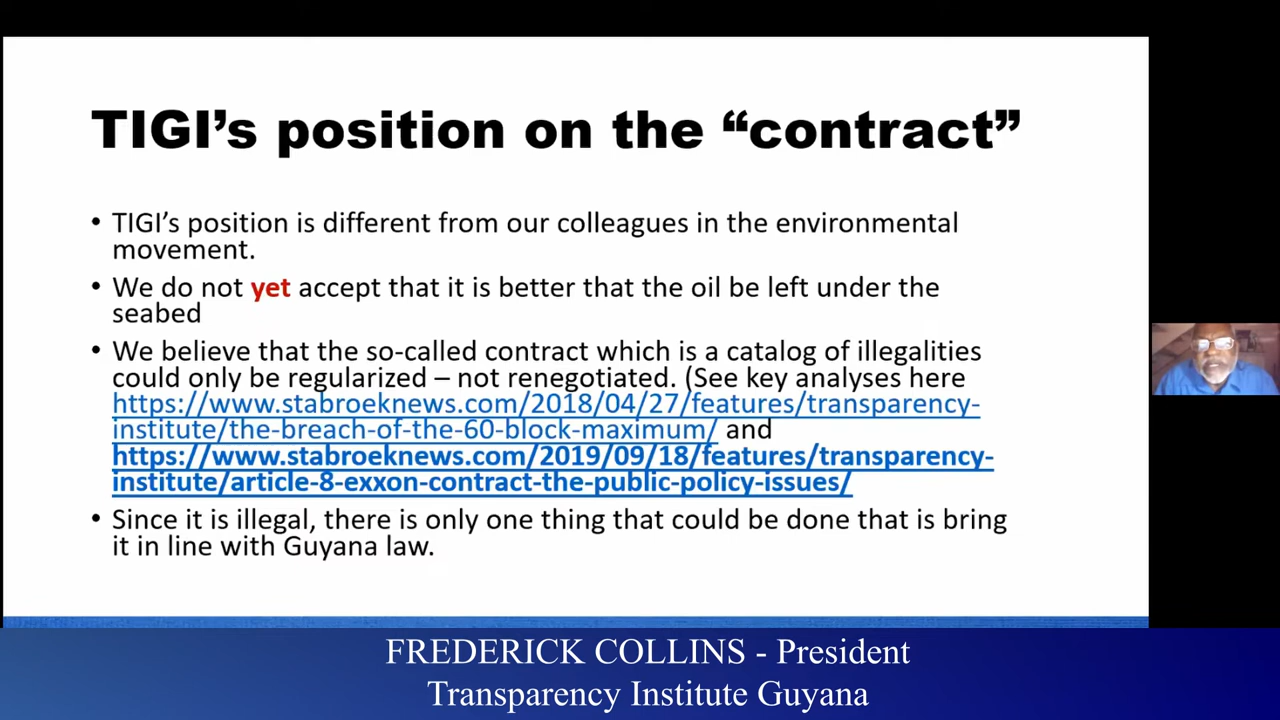 TIGI’s position on the “contract”
• TIGI’s position is different from our colleagues in the environmental
movement.
• We do not yet accept that it is better that the oil be left under the
seabed
• We believe that the so-called contract which is a catalog of illegalities
could only be regularized – not renegotiated. (See key analyses here
https://www.stabroeknews.com/2018/04/27/features/transparency-
institute/the-breach-of-the-60-block-maximum/ and
https://www.stabroeknews.com/2019/09/18/features/transparency-
institute/article-8-exxon-contract-the-public-policy-issues/
• Since it is illegal, there is only one thing that could be done that is bring
it in line with Guyana law.
FREDERICK COLLINS - President
Transparency Institute Guyana